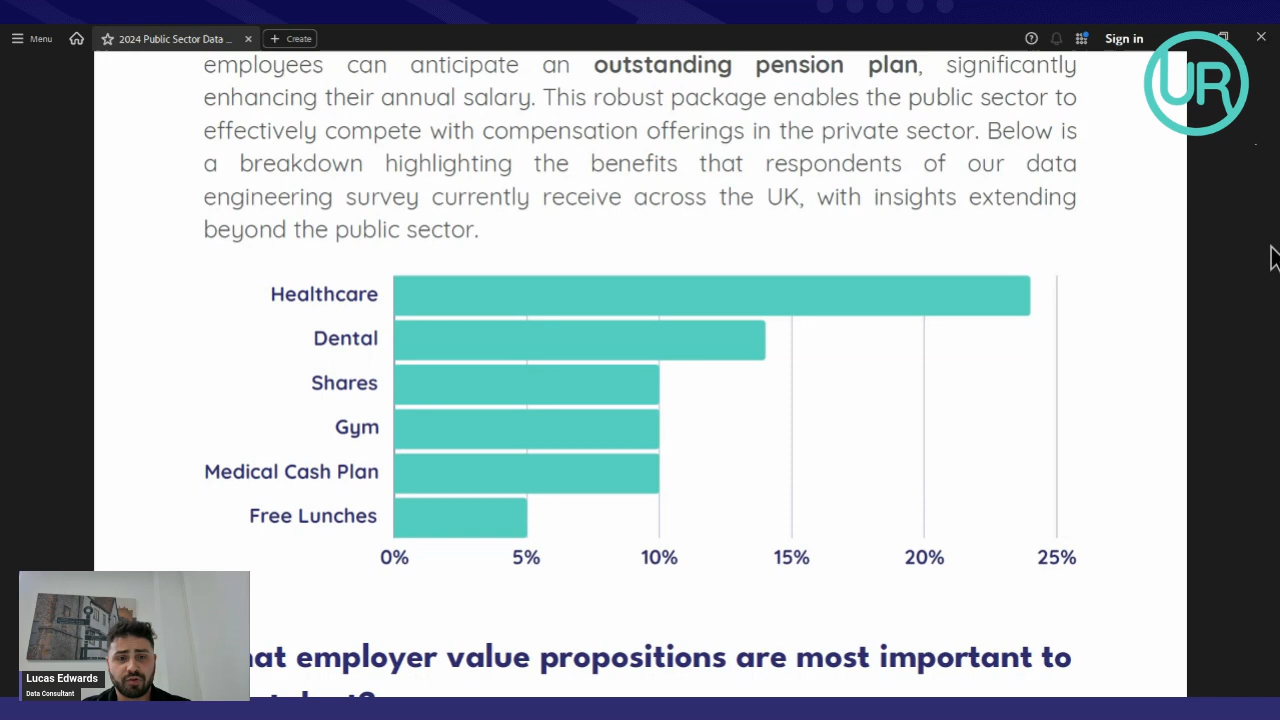 Menu
2024 Public Sector Data ...
Create
Sign in
UR
employees can anticipate an outstanding pension plan, significantly
enhancing their annual salary. This robust package enables the public sector to
effectively compete with compensation offerings in the private sector. Below is
a breakdown highlighting the benefits that respondents of our data
engineering survey currently receive across the UK, with insights extending
beyond the public sector.
Healthcare
Dental
Shares
Gym
Medical Cash Plan
Free Lunches
0% 5% 10% 15% 20% 25%
employer value propositions are most important to
Lucas Edwards
Data Consultant